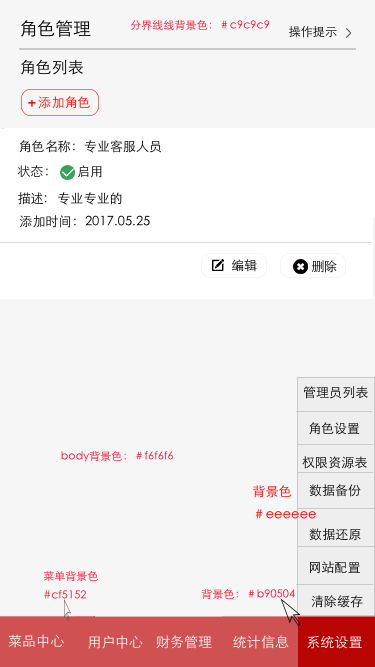 角色管理
分界线线背景色：#c9c9c9
操作提示 >
角色列表
+添加角色
角色名称：专业客服人员
状态：启用
描述：专业专业的
添加时间：2017.05.25
编辑
删除
管理员列表
角色设置
权限资源表
数据备份
数据还原
网站配置
清除缓存
body背景色：#f6f6f6
背景色
#eeeeee
菜单背景色
#cf5152
背景色：#b90504
菜品中心
用户中心
财务管理
统计信息
系统设置